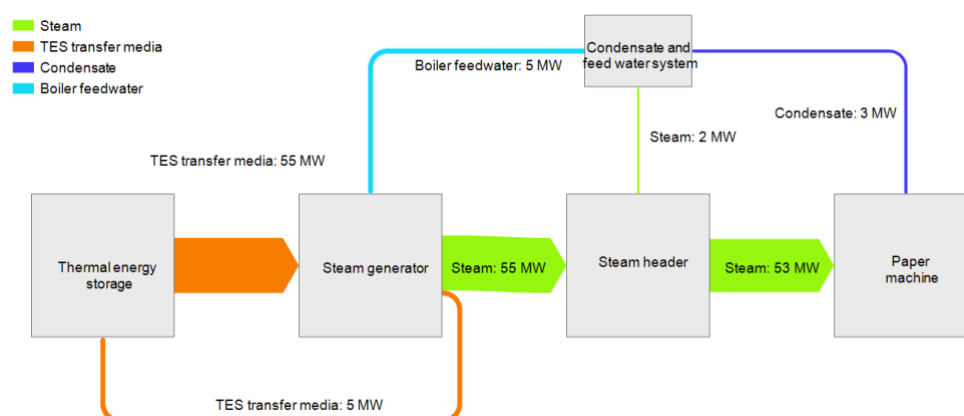 Steam
TES transfer media
Condensate
Boiler feedwater
Condensate and
feed water system
Boiler feedwater: 5 MW
Condensate: 3 MW
Steam: 2 MW
TES transfer media: 55 MW
Thermal energy
storage
Steam generator
Steam: 55 MW
Steam header
Steam: 53 MW
Paper
machine
TES transfer media: 5 MW